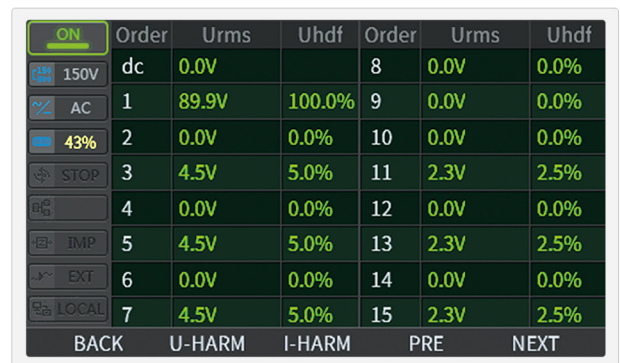 ON Order Urms Uhdf Order Urms Uhdf
150V dc 0.0V 8 0.0V 0.0%
AC 1 89.9V 100.0% 9 0.0V 0.0%
43% 2 0.0V 0.0% 10 0.0V 0.0%
STOP 3 4.5V 5.0% 11 2.3V 2.5%
4 0.0V 0.0% 12 0.0V 0.0%
IMP 5 4.5V 5.0% 13 2.3V 2.5%
EXT 6 0.0V 0.0% 14 0.0V 0.0%
LOCAL 7 4.5V 5.0% 15 2.3V 2.5%
BACK U-HARM I-HARM PRE NEXT